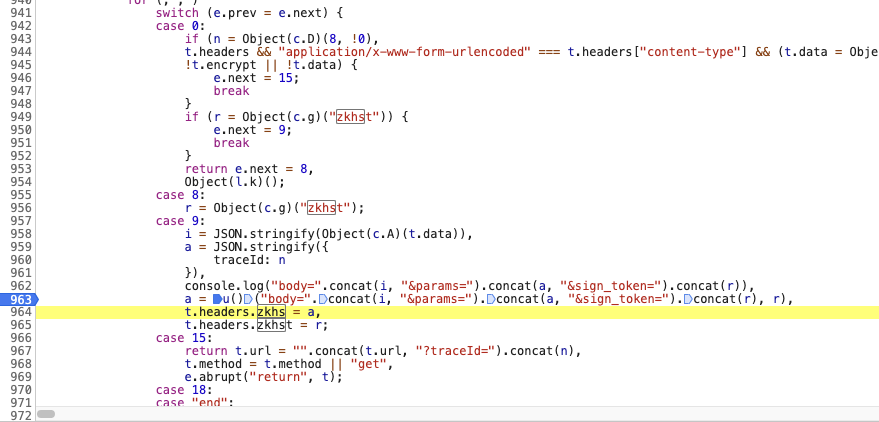 940 for (;;)
941 switch (e.prev = e.next) {
942 case 0:
943 if (n = Object(c.D)(8, !0),
944 t.headers && "application/x-www-form-urlencoded" === t.headers["content-type"] && (t.data = Obje
945 !t.encrypt || !t.data) {
946 e.next = 15;
947 break
948 }
949 if (r = Object(c.g)("zkhst")) {
950 e.next = 9;
951 break
952 }
953 return e.next = 8,
954 Object(l.k)();
955 case 8:
956 r = Object(c.g)("zkhst");
957 case 9:
958 i = JSON.stringify(Object(c.A)(t.data)),
959 a = JSON.stringify({
960 traceId: n
961 }),
962 console.log("body=".concat(i, "&params=").concat(a, "&sign_token=").concat(r)),
963 a = u()("body=".concat(i, "&params=").concat(a, "&sign_token=").concat(r), r),
964 t.headers.zkhs = a,
965 t.headers.zkhst = r;
966 case 15:
967 return t.url = "".concat(t.url, "?traceId=").concat(n),
968 t.method = t.method || "get",
969 e.abrupt("return", t);
970 case 18:
971 case "end":
972